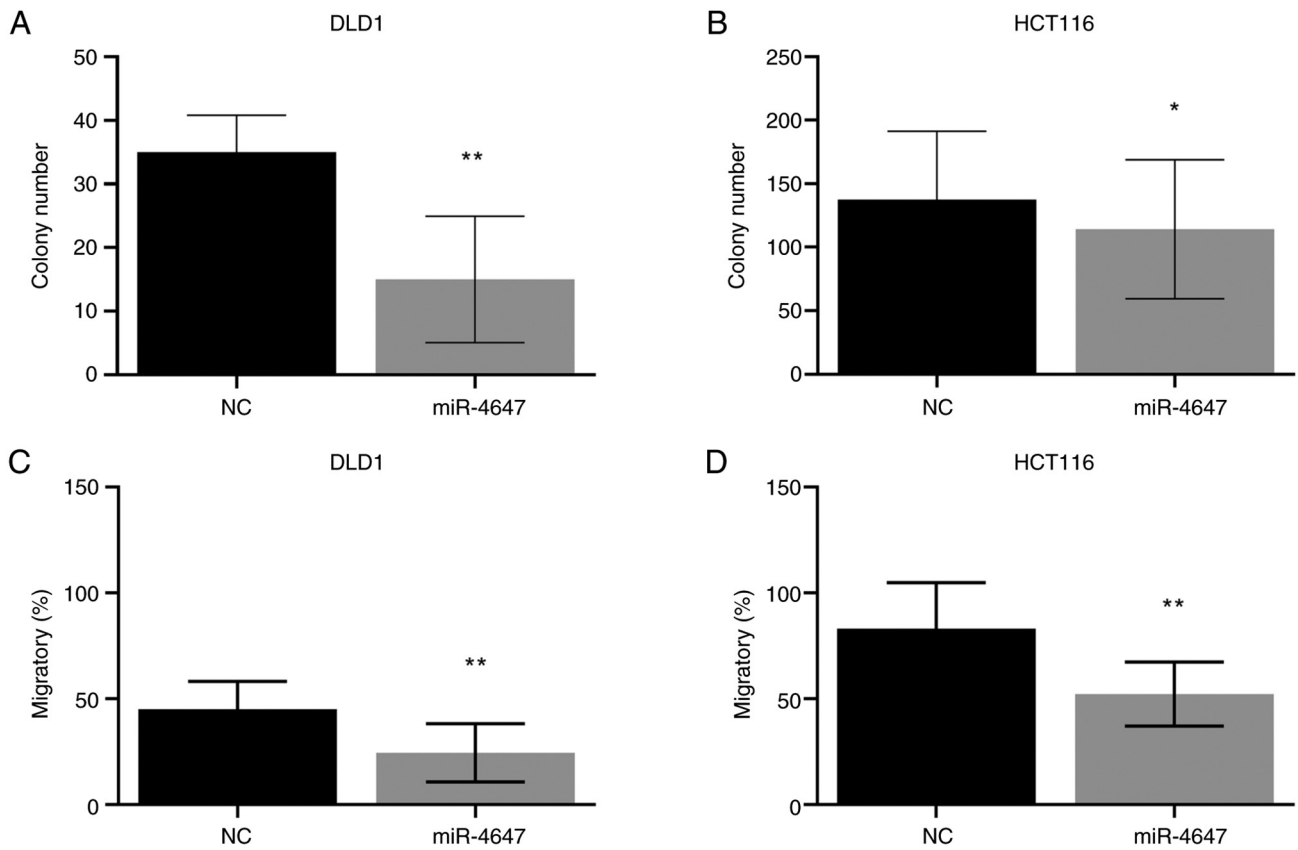 A
DLD1
Colony number
50
40
30
20
10
0
**
NC
miR-4647
B
HCT116
Colony number
250
200
150
100
50
0
*
NC
miR-4647
C
DLD1
Migratory (%)
150
100
50
0
**
NC
miR-4647
D
HCT116
Migratory (%)
150
100
50
0
**
NC
miR-4647